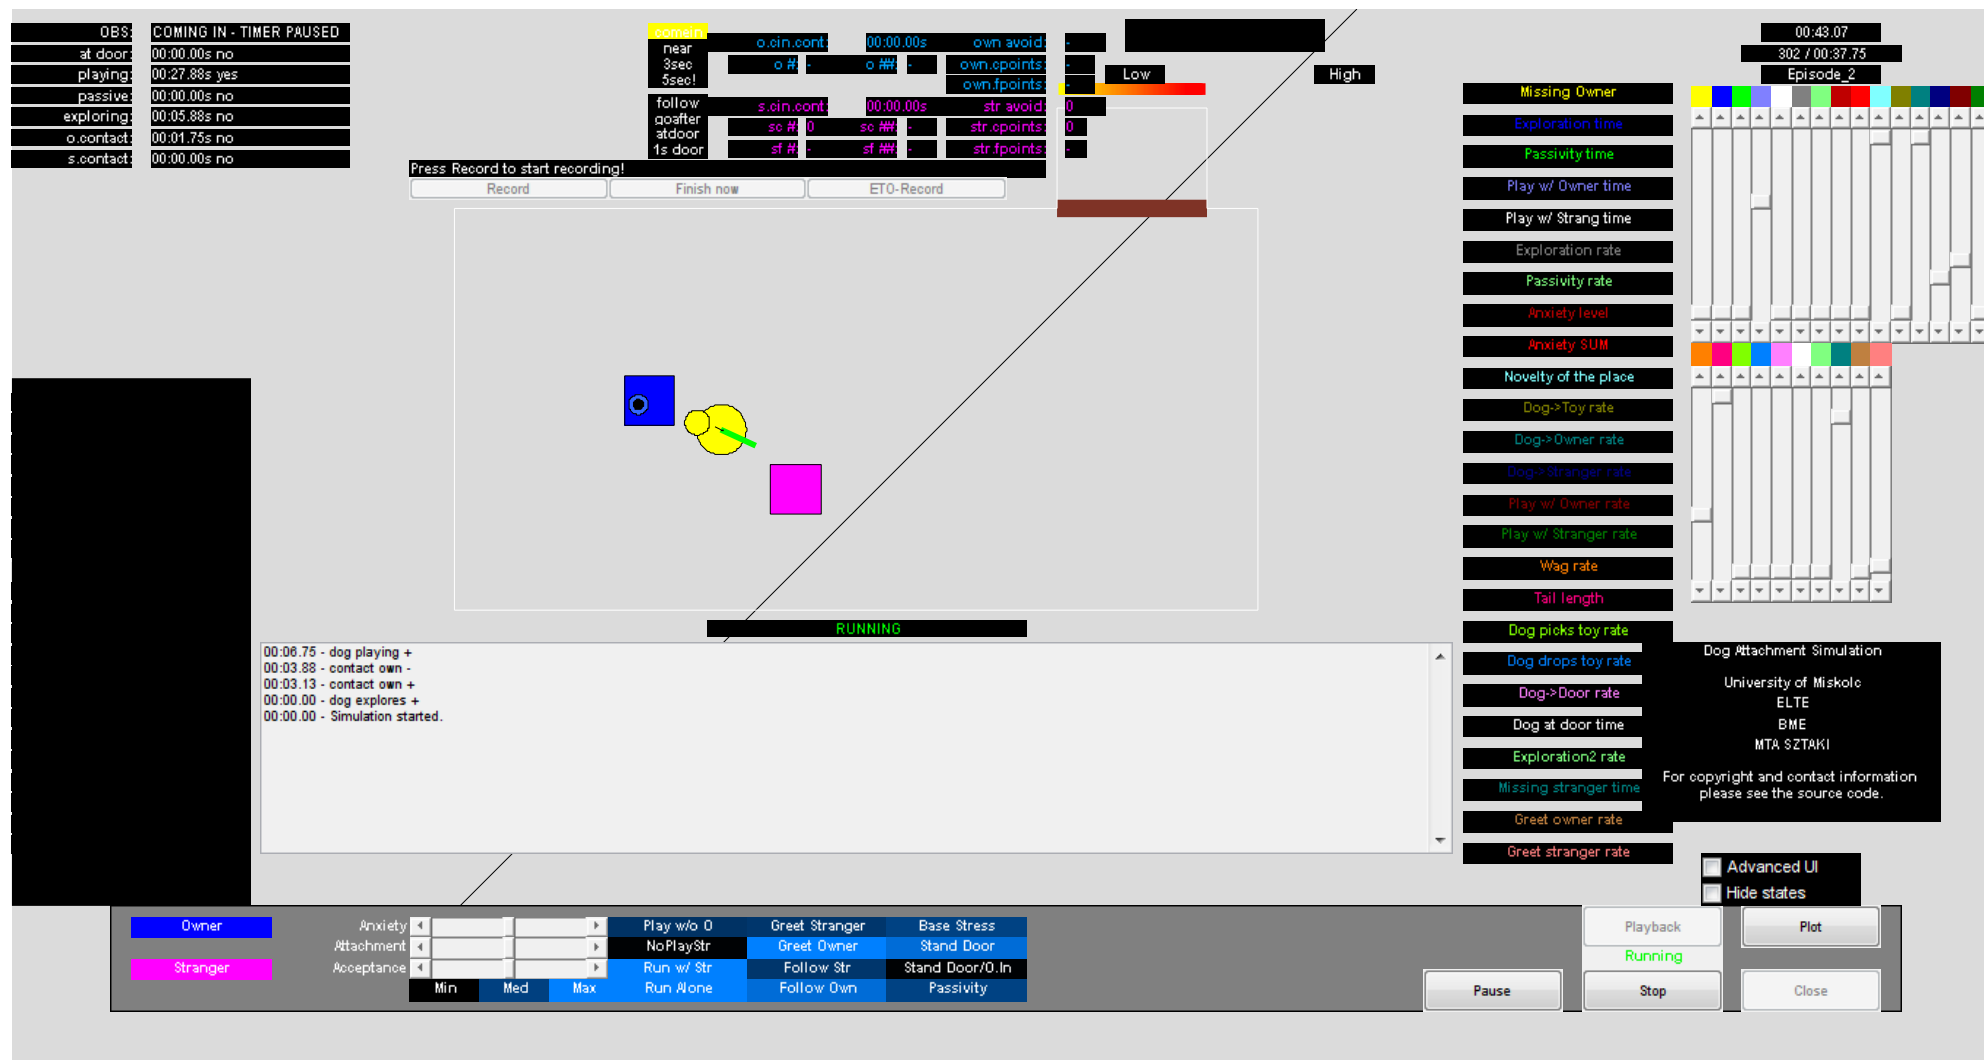 OBS: COMING IN - TIMER PAUSED
at door: 00:00.00s no
playing: 00:27.88s yes
passive: 00:00.00s no
exploring: 00:05.88s no
o.contact: 00:01.75s no
s.contact: 00:00.00s no
comein
near
3sec
5sec!
follow
goafter
atdoor
1s door
o.cin.cont: 00:00.00s own avoid: -
o #: - o ##: - own.cpoints: -
own.fpoints: -
s.cin.cont: 00:00.00s str avoid: 0
sc #: 0 sc ##: - str.cpoints: 0
sf #: - sf ##: - str.fpoints: -
Press Record to start recording!
Record Finish now ETO-Record
Low High
00:43.07
302 / 00:37.75
Episode_2
Missing Owner
Exploration time
Passivity time
Play w/ Owner time
Play w/ Strang time
Exploration rate
Passivity rate
Anxiety level
Anxiety SUM
Novelty of the place
Dog->Toy rate
Dog->Owner rate
Dog->Stranger rate
Play w/ Owner rate
Play w/ Stranger rate
Wag rate
Tail length
Dog picks toy rate
Dog drops toy rate
Dog->Door rate
Dog at door time
Exploration2 rate
Missing stranger time
Greet owner rate
Greet stranger rate
RUNNING
00:06.75 - dog playing +
00:03.88 - contact own -
00:03.13 - contact own +
00:00.00 - dog explores +
00:00.00 - Simulation started.
Dog Attachment Simulation
University of Miskolc
ELTE
BME
MTA SZTAKI
For copyright and contact information
please see the source code.
Advanced UI
Hide states
Owner
Stranger
Anxiety
Attachment
Acceptance
Min Med Max
Play w/o O Greet Stranger Base Stress
NoPlayStr Greet Owner Stand Door
Run w/ Str Follow Str Stand Door/O.In
Run Alone Follow Own Passivity
Playback Plot
Running
Pause Stop Close